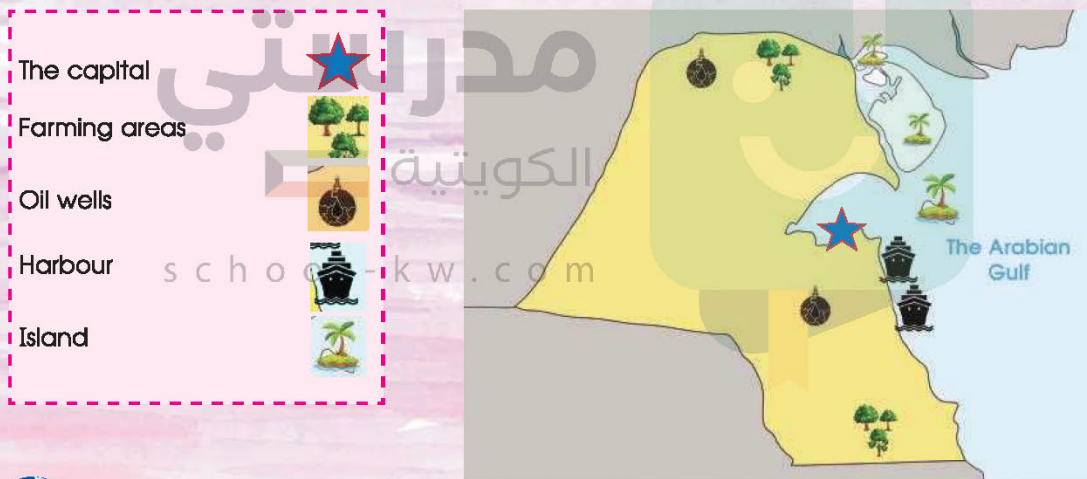 The capital
Farming areas
Oil wells
Harbour
Island
مدرستي
الكويتية
school-kw.com
The Arabian
Gulf